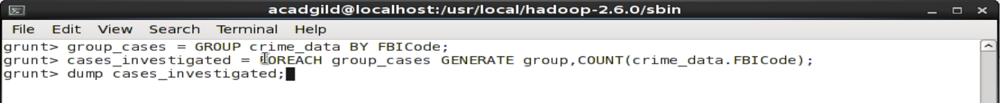 acadgild@localhost:/usr/local/hadoop-2.6.0/sbin
File Edit View Search Terminal Help
grunt> group_cases = GROUP crime_data BY FBICode;
grunt> cases_investigated = FOREACH group_cases GENERATE group,COUNT(crime_data.FBICode);
grunt> dump cases_investigated;